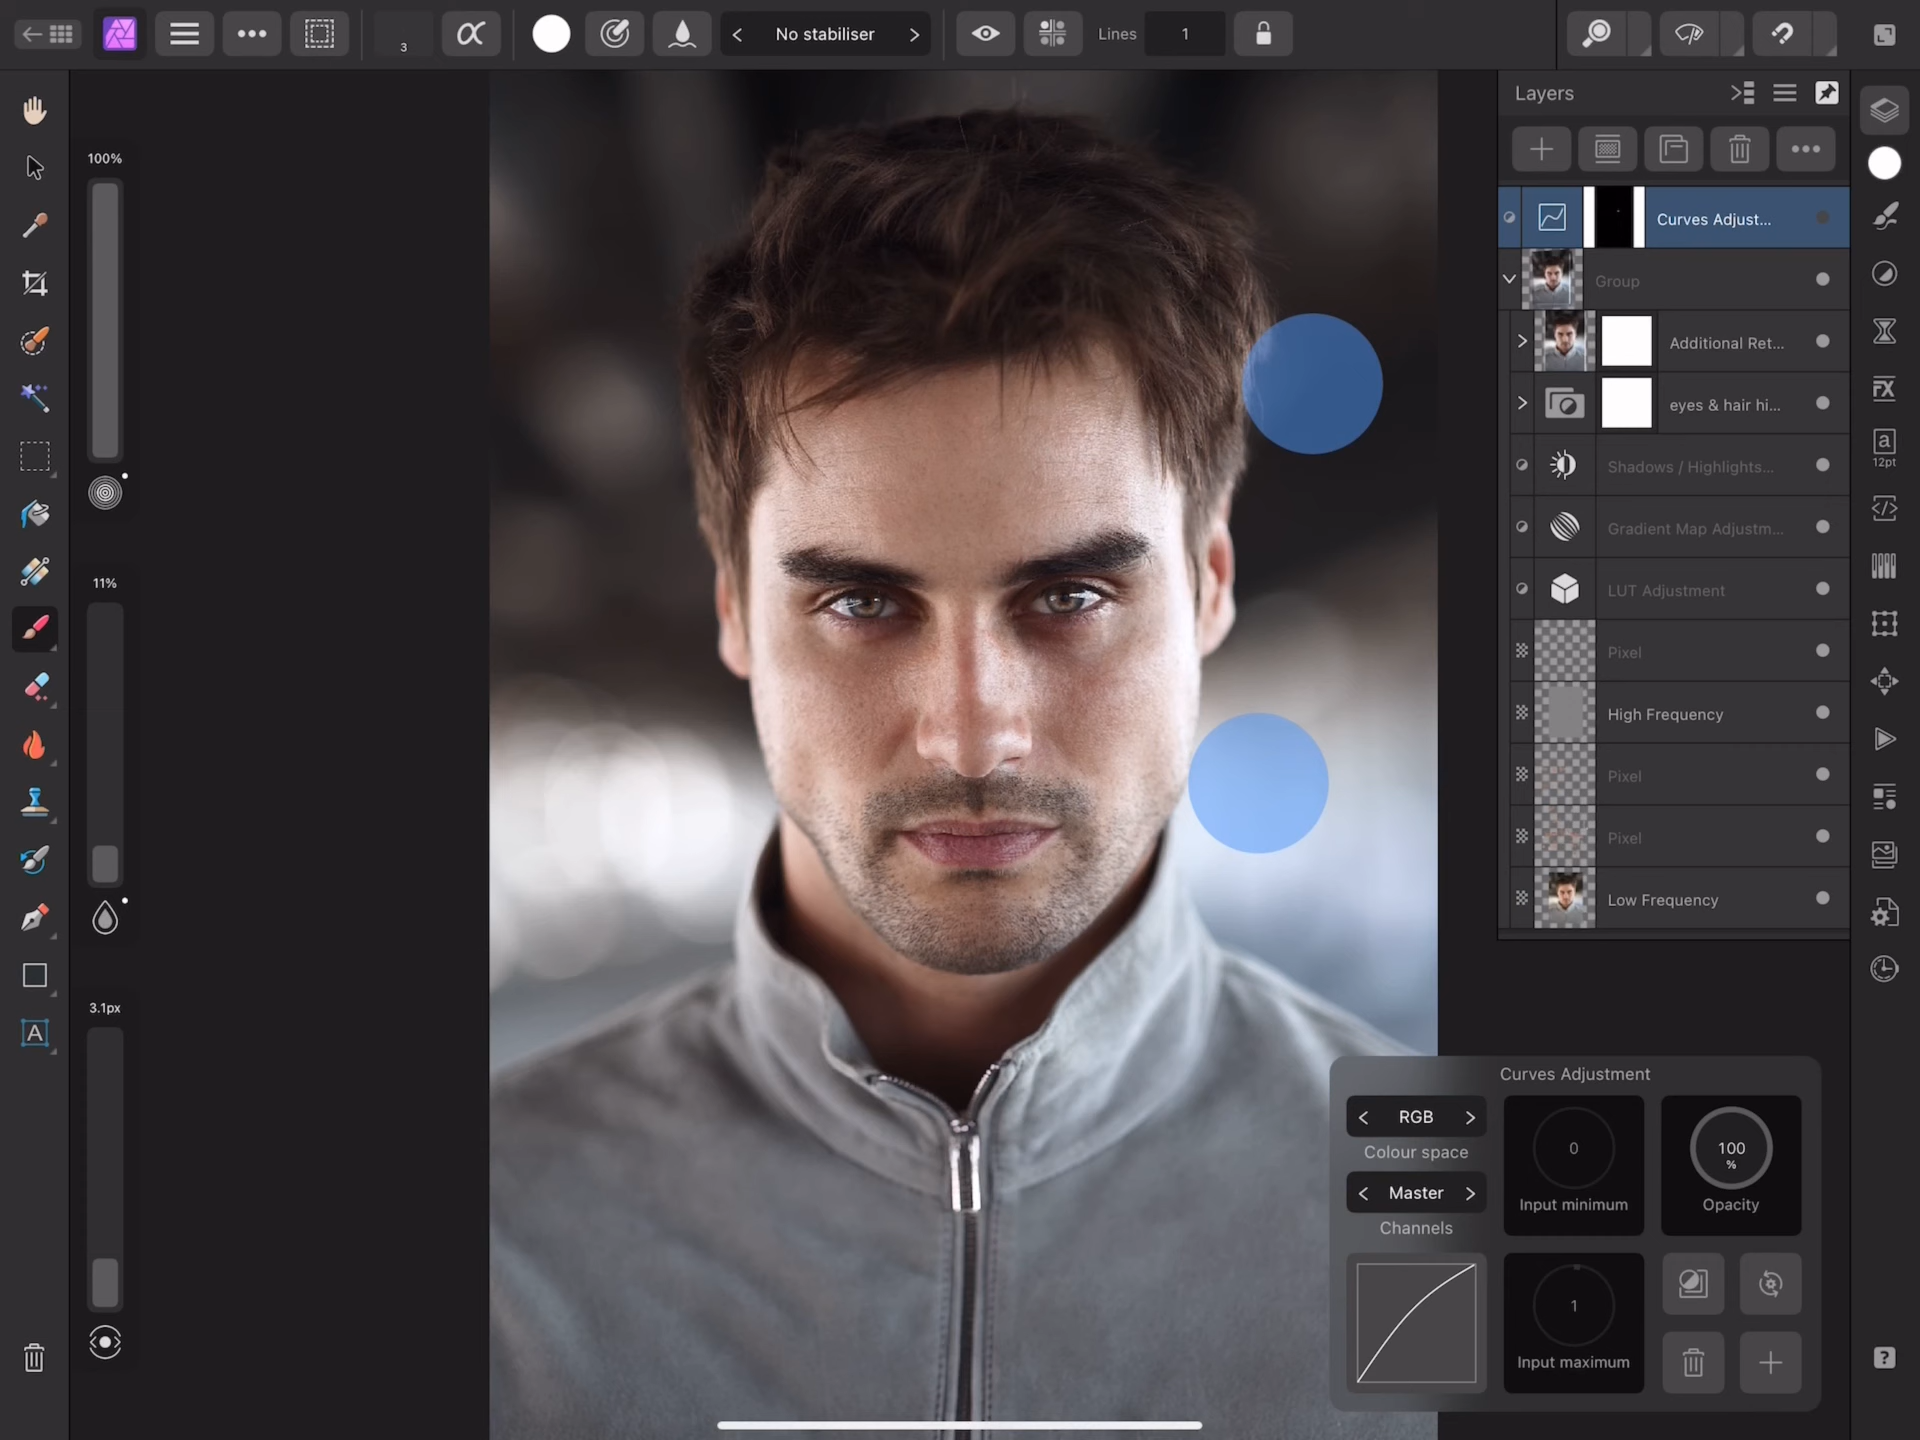 3
No stabiliser
Lines
1
100%
11%
3.1px
A
Layers
Curves Adjust...
Group
Additional Ret...
eyes & hair hi...
Shadows / Highlights...
Gradient Map Adjustm...
LUT Adjustment
Pixel
High Frequency
Pixel
Pixel
Low Frequency
FX
a
12pt
?
Curves Adjustment
RGB
Colour space
Master
Channels
0
Input minimum
100
%
Opacity
1
Input maximum